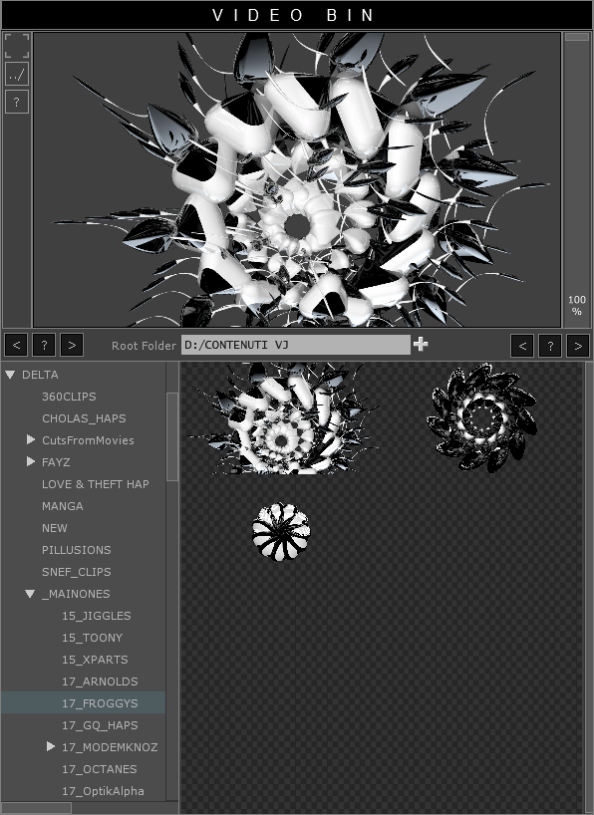 VIDEO BIN
../
?
100
%
< ? > Root Folder D:/CONTENUTI VJ < ? >
DELTA
360CLIPS
CHOLAS_HAPS
CutsFromMovies
FAYZ
LOVE & THEFT HAP
MANGA
NEW
PILLUSIONS
SNEF_CLIPS
_MAINONES
15_JIGGLES
15_TOONY
15_XPARTS
17_ARNOLDS
17_FROGGYS
17_GQ_HAPS
17_MODEMKNOZ
17_OCTANES
17_OptikAlpha